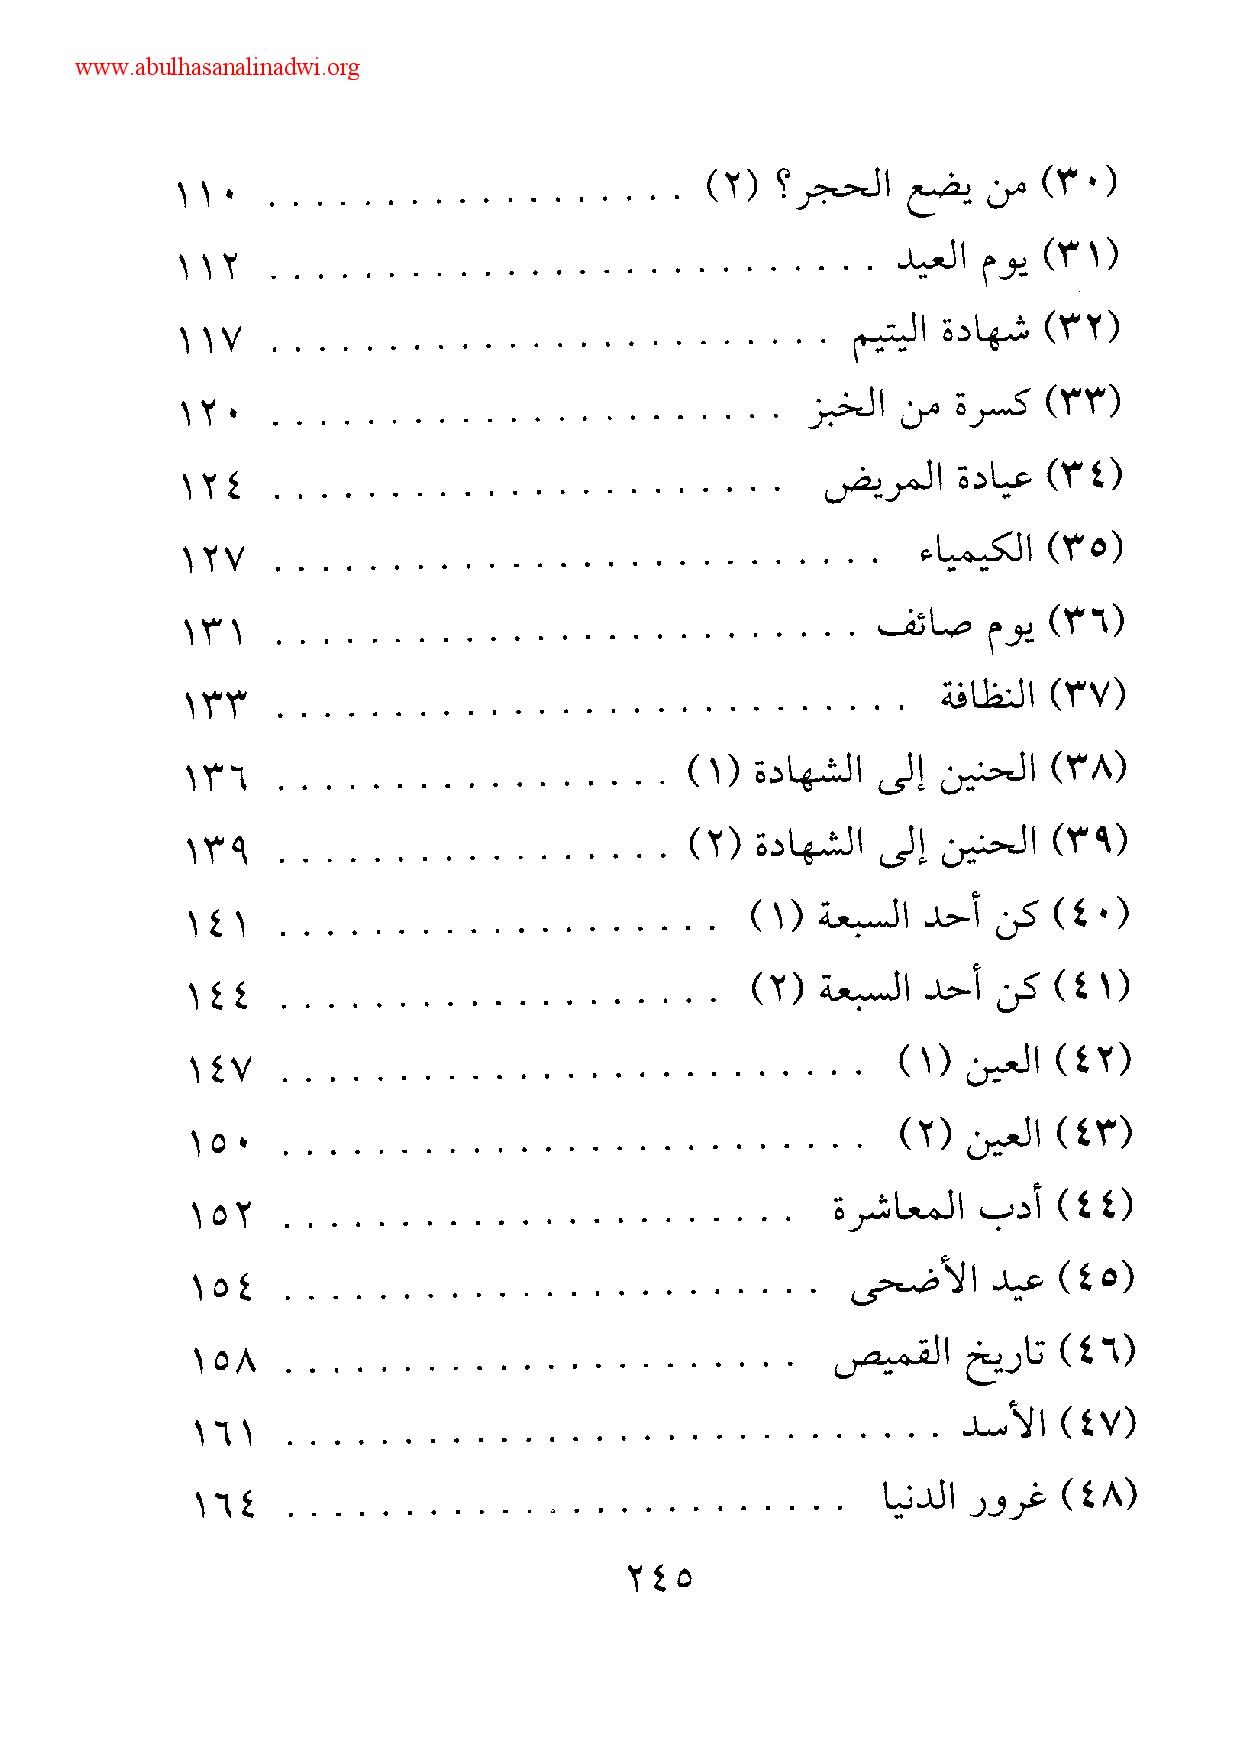 www.abulhasanalinadwi.org
(٣٠) من يضع الحجر؟ (٢) . . . . . . . . . . . . . . . . . . ١١٠
(٣١) يوم العيد . . . . . . . . . . . . . . . . . . . . . . . . . . ١١٢
(٣٢) شهادة اليتيم . . . . . . . . . . . . . . . . . . . . . . . . ١١٧
(٣٣) كسرة من الخبز . . . . . . . . . . . . . . . . . . . . . . ١٢٠
(٣٤) عيادة المريض . . . . . . . . . . . . . . . . . . . . . . ١٢٤
(٣٥) الكيمياء . . . . . . . . . . . . . . . . . . . . . . . . . . ١٢٧
(٣٦) يوم صائف . . . . . . . . . . . . . . . . . . . . . . . . . ١٣١
(٣٧) النظافة . . . . . . . . . . . . . . . . . . . . . . . . . . . ١٣٣
(٣٨) الحنين إلى الشهادة (١) . . . . . . . . . . . . . . . . . ١٣٦
(٣٩) الحنين إلى الشهادة (٢) . . . . . . . . . . . . . . . . . ١٣٩
(٤٠) كن أحد السبعة (١) . . . . . . . . . . . . . . . . . . . ١٤١
(٤١) كن أحد السبعة (٢) . . . . . . . . . . . . . . . . . . . ١٤٤
(٤٢) العين (١) . . . . . . . . . . . . . . . . . . . . . . . . . ١٤٧
(٤٣) العين (٢) . . . . . . . . . . . . . . . . . . . . . . . . . ١٥٠
(٤٤) أدب المعاشرة . . . . . . . . . . . . . . . . . . . . . . ١٥٢
(٤٥) عيد الأضحى . . . . . . . . . . . . . . . . . . . . . . . ١٥٤
(٤٦) تاريخ القميص . . . . . . . . . . . . . . . . . . . . . . ١٥٨
(٤٧) الأسد . . . . . . . . . . . . . . . . . . . . . . . . . . . . ١٦١
(٤٨) غرور الدنيا . . . . . . . . . . . . . . . . . . . . . . . . ١٦٤
٢٤٥